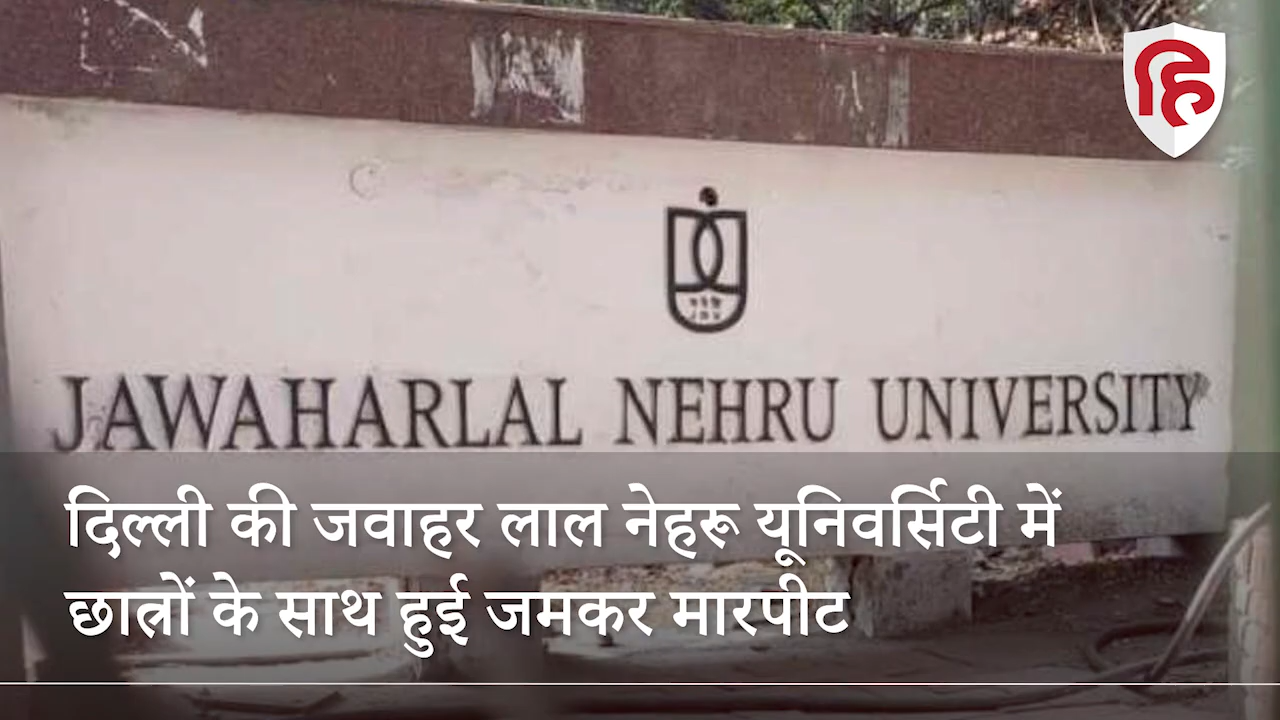 हि
JAWAHARLAL NEHRU UNIVERSITY
दिल्ली की जवाहर लाल नेहरू यूनिवर्सिटी में
छात्रों के साथ हुई जमकर मारपीट